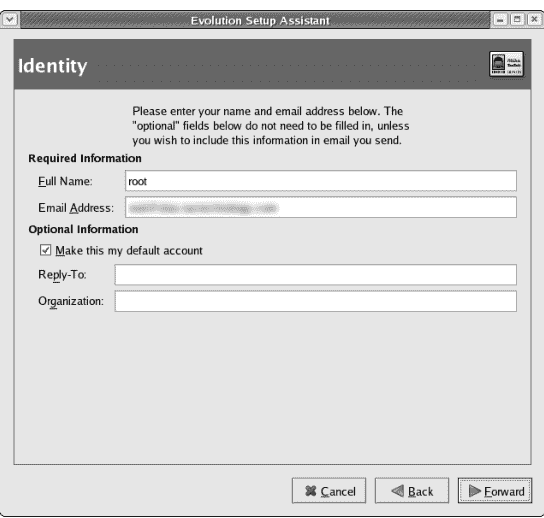 Evolution Setup Assistant
Identity
Please enter your name and email address below. The
"optional" fields below do not need to be filled in, unless
you wish to include this information in email you send.
Required Information
Full Name: root
Email Address:
Optional Information
Make this my default account
Reply-To:
Organization:
Cancel Back Forward